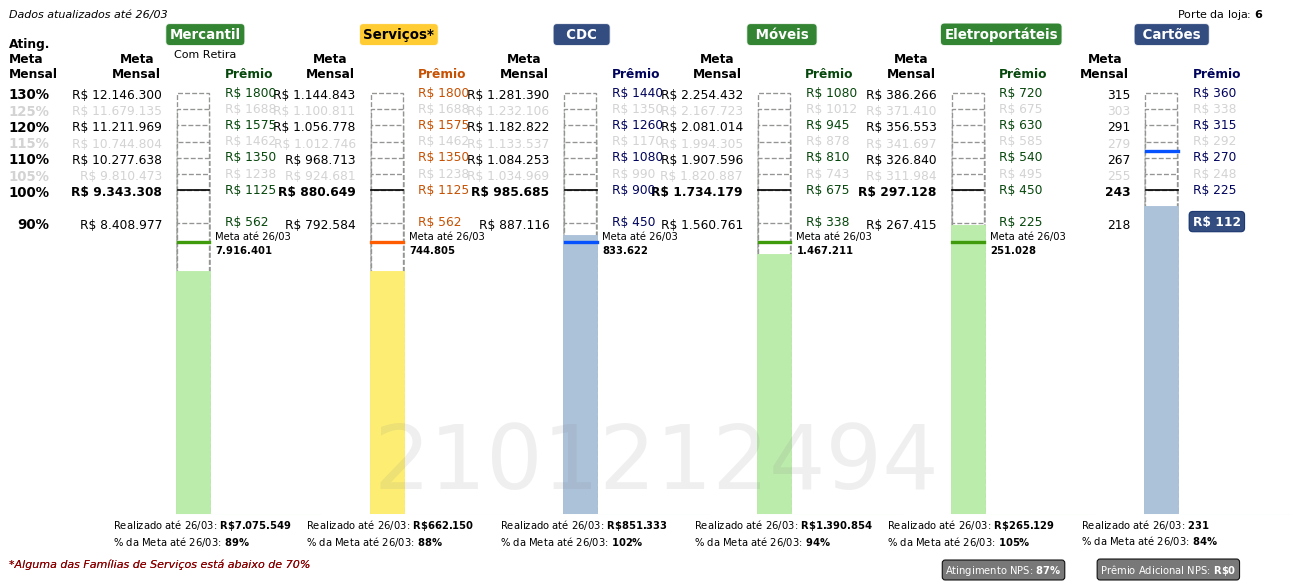 Dados atualizados até 26/03
Porte da loja: 6
Mercantil Serviços* CDC Móveis Eletroportáteis Cartões
Com Retira
Ating. Meta Mensal
Meta Mensal Prêmio Meta Mensal Prêmio Meta Mensal Prêmio Meta Mensal Prêmio Meta Mensal Prêmio Meta Mensal Prêmio
130% R$ 12.146.300 R$ 1800 R$ 1.144.843 R$ 1800 R$ 1.281.390 R$ 1440 R$ 2.254.432 R$ 1080 R$ 386.266 R$ 720 315 R$ 360
125% R$ 11.679.135 R$ 1688 R$ 1.100.811 R$ 1688 R$ 1.232.106 R$ 1350 R$ 2.167.723 R$ 1012 R$ 371.410 R$ 675 303 R$ 338
120% R$ 11.211.969 R$ 1575 R$ 1.056.778 R$ 1575 R$ 1.182.822 R$ 1260 R$ 2.081.014 R$ 945 R$ 356.553 R$ 630 291 R$ 315
115% R$ 10.744.804 R$ 1462 R$ 1.012.746 R$ 1462 R$ 1.133.537 R$ 1170 R$ 1.994.305 R$ 878 R$ 341.697 R$ 585 279 R$ 292
110% R$ 10.277.638 R$ 1350 R$ 968.713 R$ 1350 R$ 1.084.253 R$ 1080 R$ 1.907.596 R$ 810 R$ 326.840 R$ 540 267 R$ 270
105% R$ 9.810.473 R$ 1238 R$ 924.681 R$ 1238 R$ 1.034.969 R$ 990 R$ 1.820.887 R$ 743 R$ 311.984 R$ 495 255 R$ 248
100% R$ 9.343.308 R$ 1125 R$ 880.649 R$ 1125 R$ 985.685 R$ 900 R$ 1.734.179 R$ 675 R$ 297.128 R$ 450 243 R$ 225
90% R$ 8.408.977 R$ 562 R$ 792.584 R$ 562 R$ 887.116 R$ 450 R$ 1.560.761 R$ 338 R$ 267.415 R$ 225 218 R$ 112
Meta até 26/03 Meta até 26/03 Meta até 26/03 Meta até 26/03 Meta até 26/03
7.916.401 744.805 833.622 1.467.211 251.028
2101212494
Realizado até 26/03: R$7.075.549 Realizado até 26/03: R$662.150 Realizado até 26/03: R$851.333 Realizado até 26/03: R$1.390.854 Realizado até 26/03: R$265.129 Realizado até 26/03: 231
% da Meta até 26/03: 89% % da Meta até 26/03: 88% % da Meta até 26/03: 102% % da Meta até 26/03: 94% % da Meta até 26/03: 105% % da Meta até 26/03: 84%
*Alguma das Famílias de Serviços está abaixo de 70%
Atingimento NPS: 87% Prêmio Adicional NPS: R$0